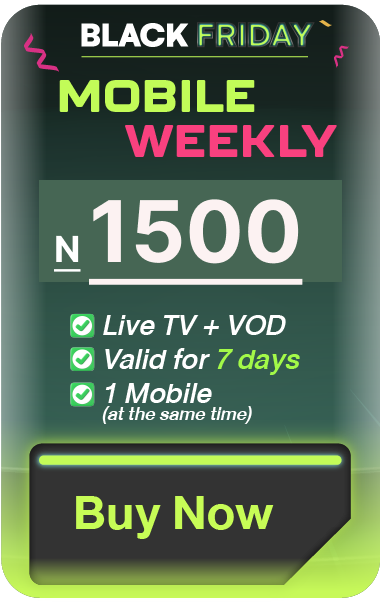 BLACK FRIDAY
MOBILE
WEEKLY
N 1500
Live TV + VOD
Valid for 7 days
1 Mobile
(at the same time)
Buy Now